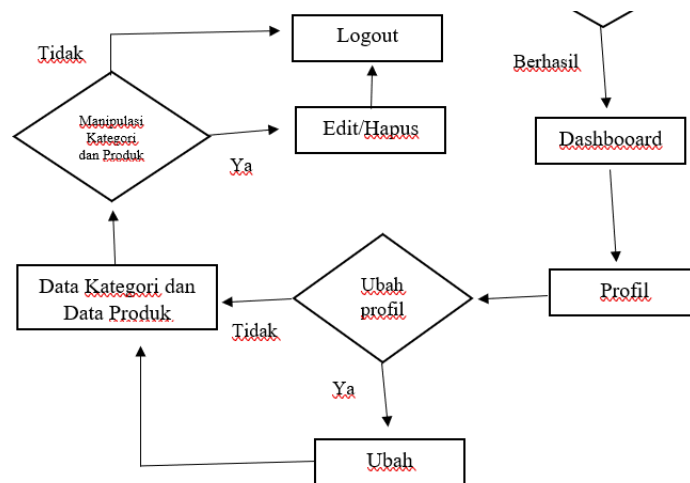 Logout
Tidak
Berhasil
Manipulasi
Kategori
dan Produk
Edit/Hapus
Dashbooard
Ya
Data Kategori dan
Data Produk
Ubah
profil
Profil
Tidak
Ya
Ubah